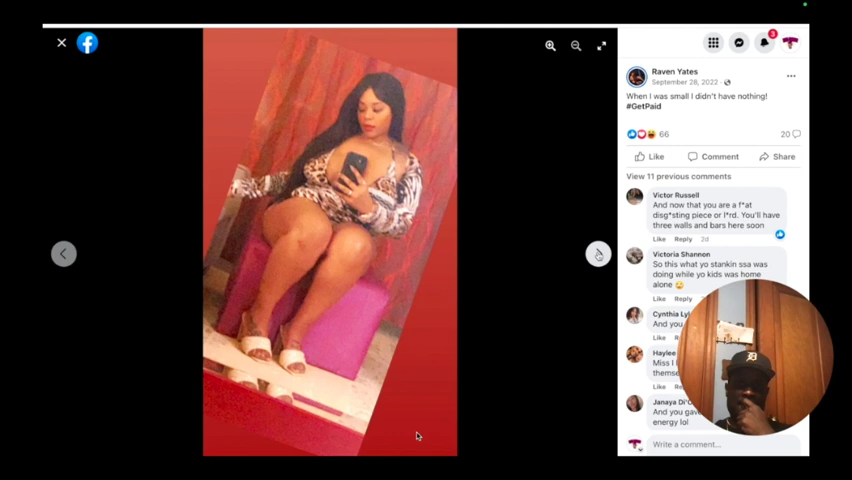 3
Raven Yates
September 28, 2022 ·
When I was small I didn't have nothing!
#GetPaid
66
20
Like Comment Share
View 11 previous comments
Victor Russell
And now that you are a f*at
disg*sting piece or l*rd. You'll have
three walls and bars here soon
Like Reply 2d
Victoria Shannon
So this what yo stankin ssa was
doing while yo kids was home
alone
Like Reply
Cynthia
And you
Haylee
Miss I
Like
Janaya
And you gave
energy lol
Write a comment...